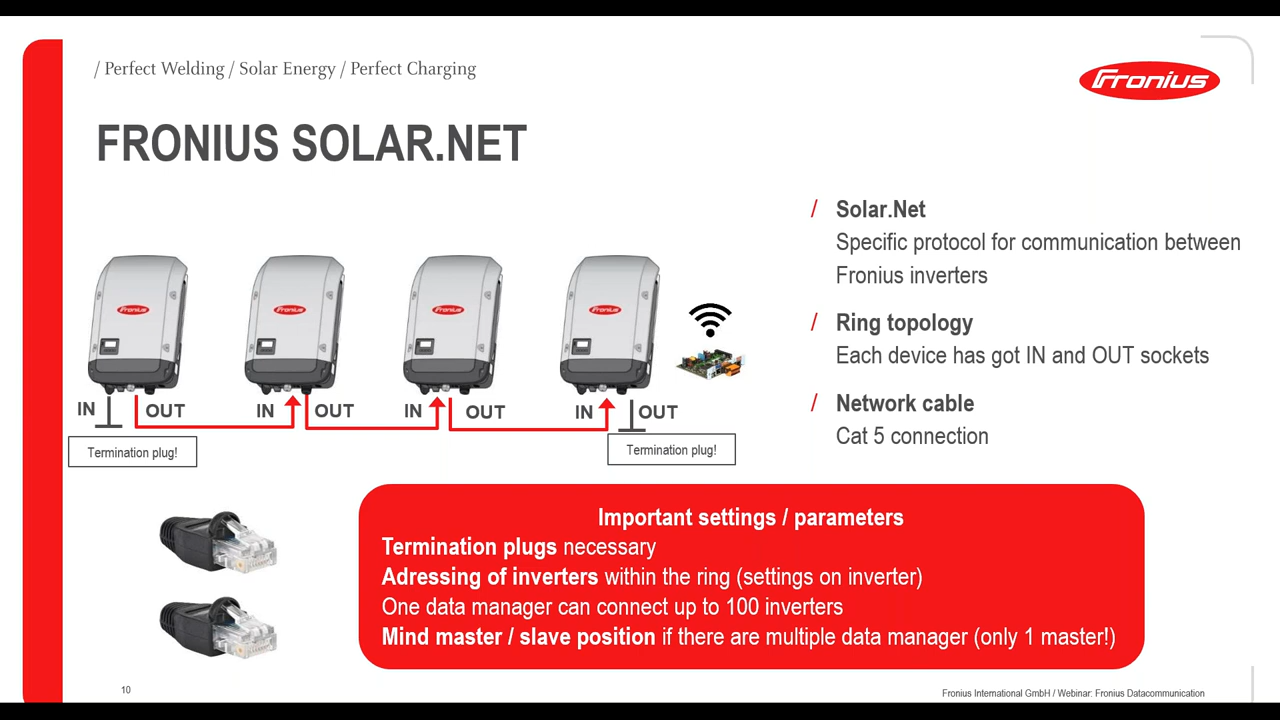 / Perfect Welding / Solar Energy / Perfect Charging
Fronius
FRONIUS SOLAR.NET
/ Solar.Net
Specific protocol for communication between
Fronius inverters
/ Ring topology
Each device has got IN and OUT sockets
/ Network cable
Cat 5 connection
Fronius
Fronius
Fronius
Fronius
IN
OUT
IN
OUT
IN
OUT
IN
OUT
Termination plug!
Termination plug!
Important settings / parameters
Termination plugs necessary
Adressing of inverters within the ring (settings on inverter)
One data manager can connect up to 100 inverters
Mind master / slave position if there are multiple data manager (only 1 master!)
10
Fronius International GmbH / Webinar: Fronius Datacommunication